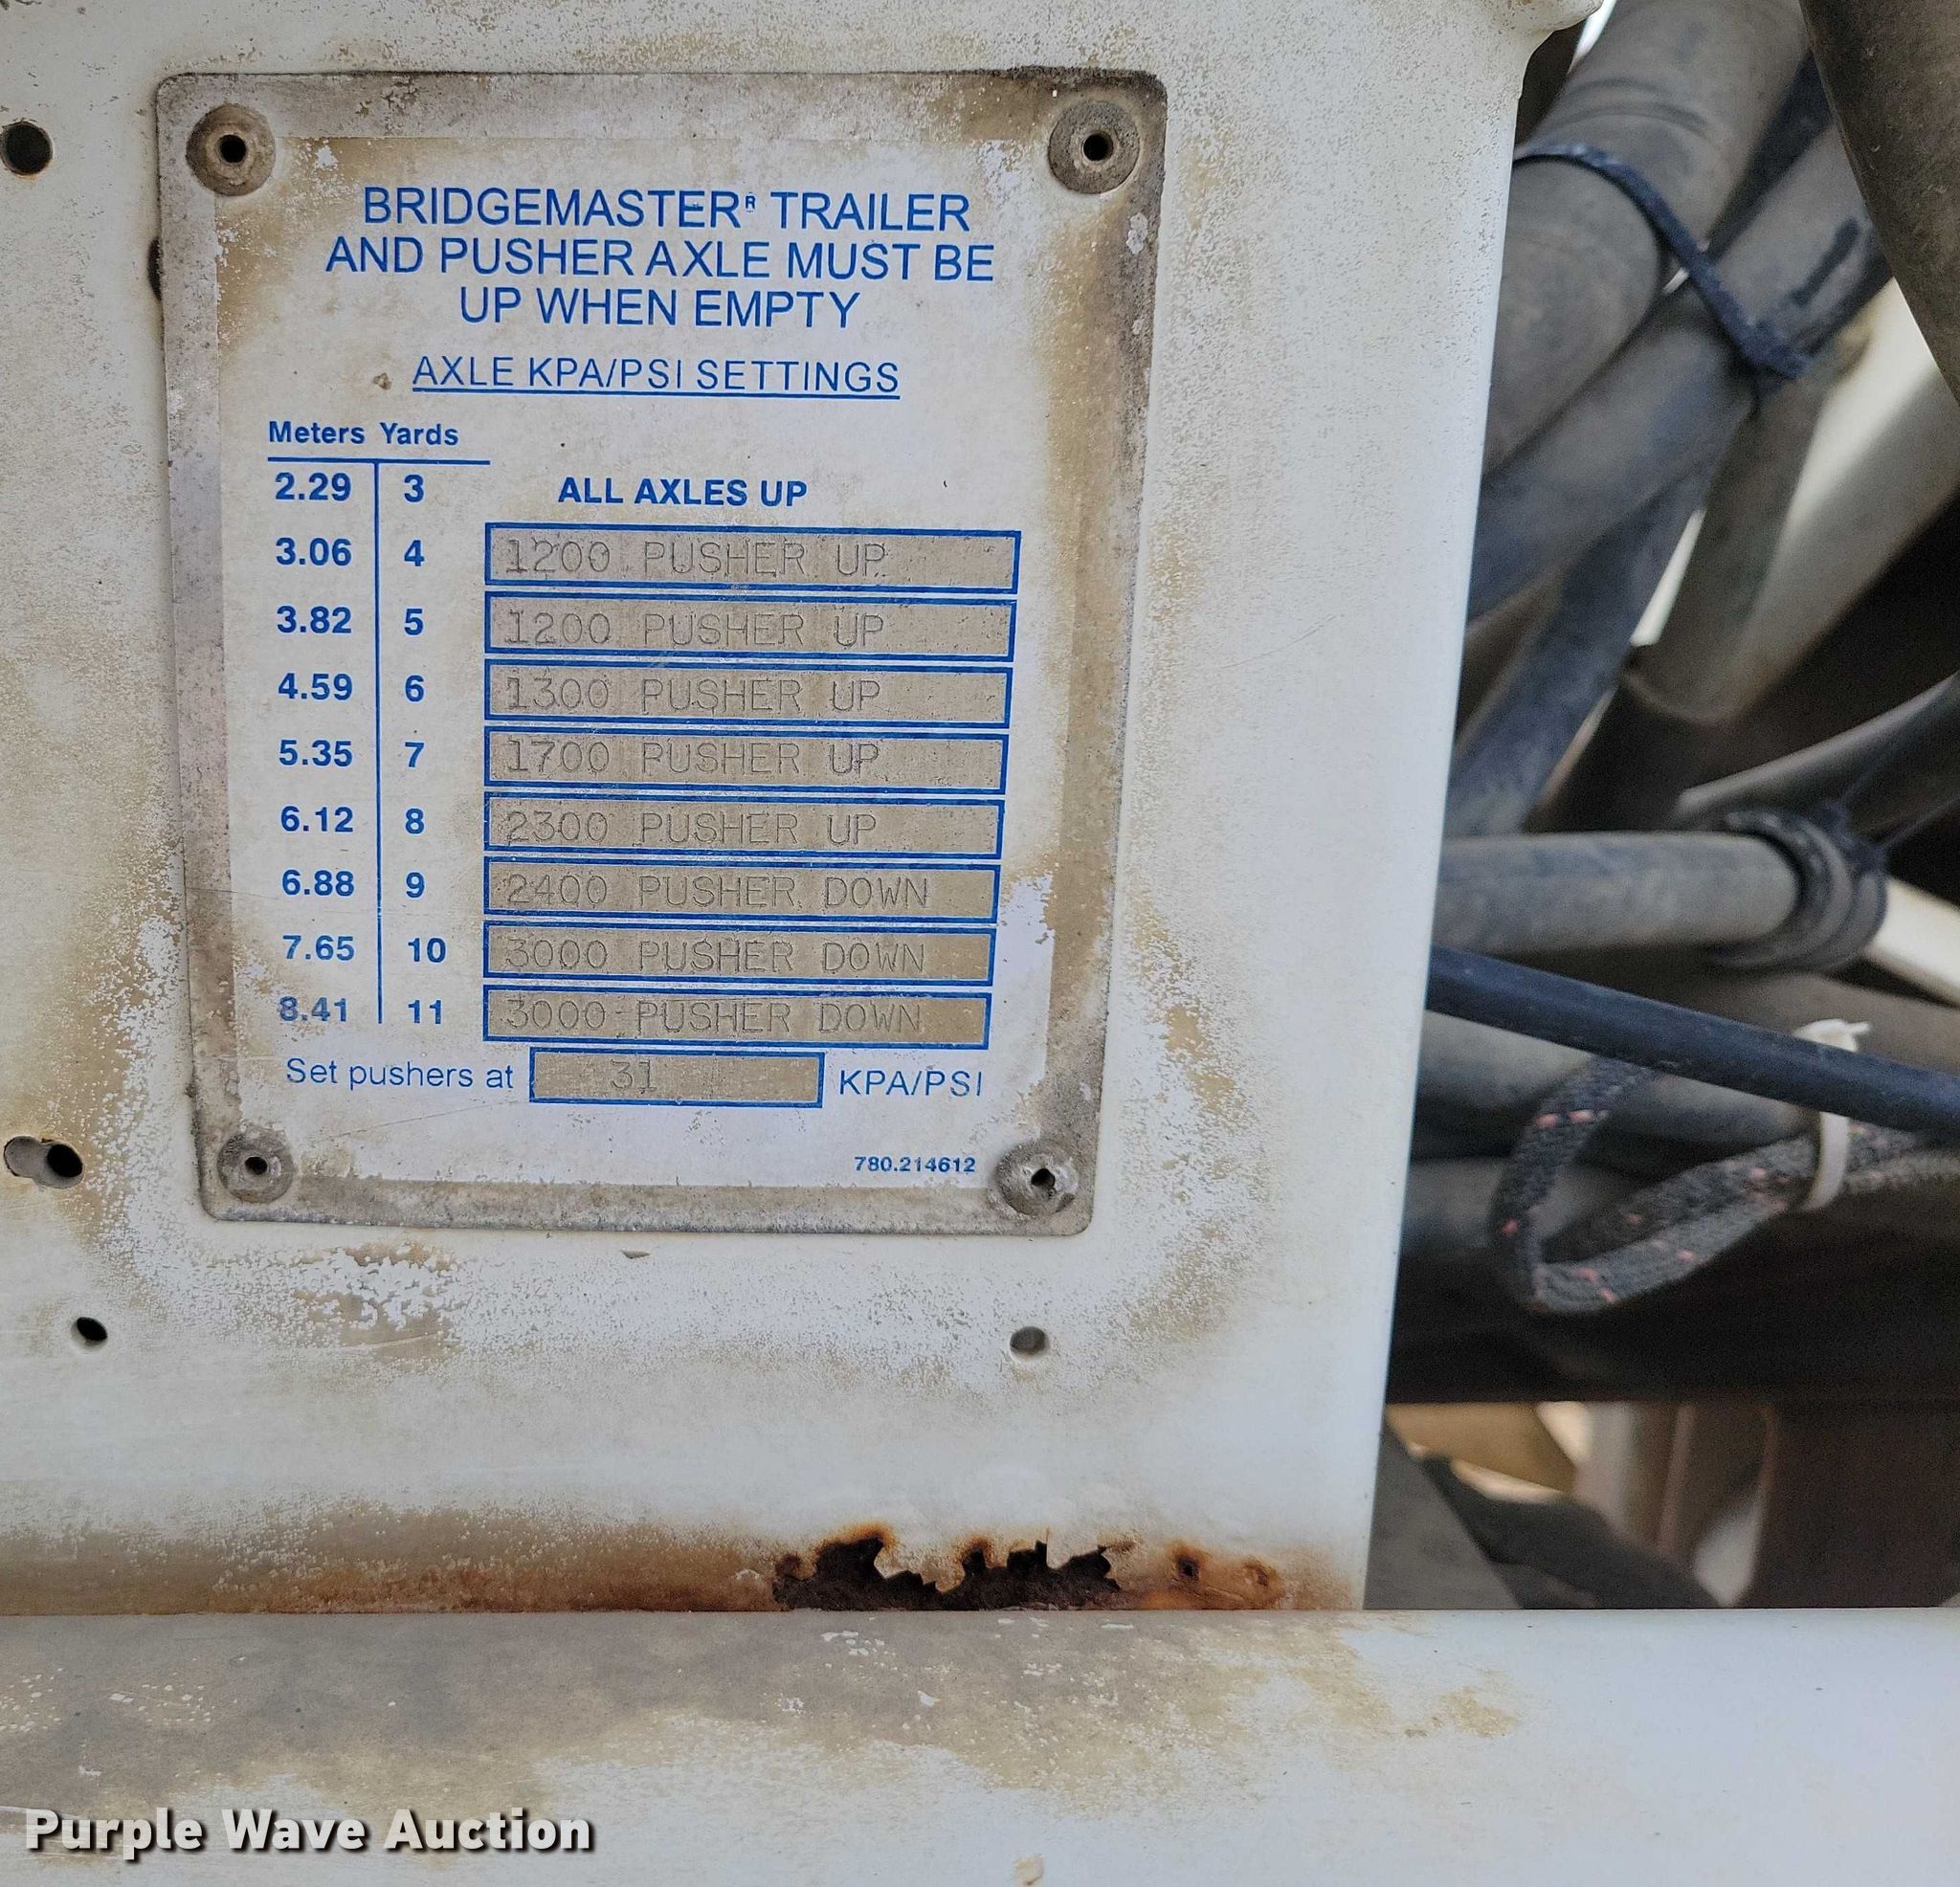 BRIDGEMASTER® TRAILER
AND PUSHER AXLE MUST BE
UP WHEN EMPTY
AXLE KPA/PSI SETTINGS
Meters Yards
2.29 3 ALL AXLES UP
3.06 4 1200 PUSHER UP
3.82 5 1200 PUSHER UP
4.59 6 1300 PUSHER UP
5.35 7 1700 PUSHER UP
6.12 8 2300 PUSHER UP
6.88 9 2400 PUSHER DOWN
7.65 10 3000 PUSHER DOWN
8.41 11 3000 PUSHER DOWN
Set pushers at 31 KPA/PSI
780.214612
Purple Wave Auction